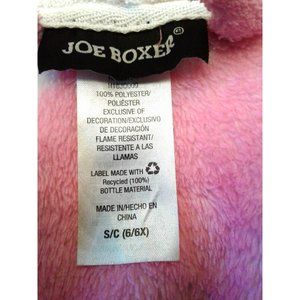 JOE BOXER
100% POLYESTER/
POLIÉSTER
EXCLUSIVE OF
DECORATION/EXCLUSIVO
DE DECORACIÓN
FLAME RESISTANT/
RESISTENTE A LAS
LLAMAS
LABEL MADE WITH
Recycled (100%)
BOTTLE MATERIAL
MADE IN/HECHO EN
CHINA
S/C (6/6X)